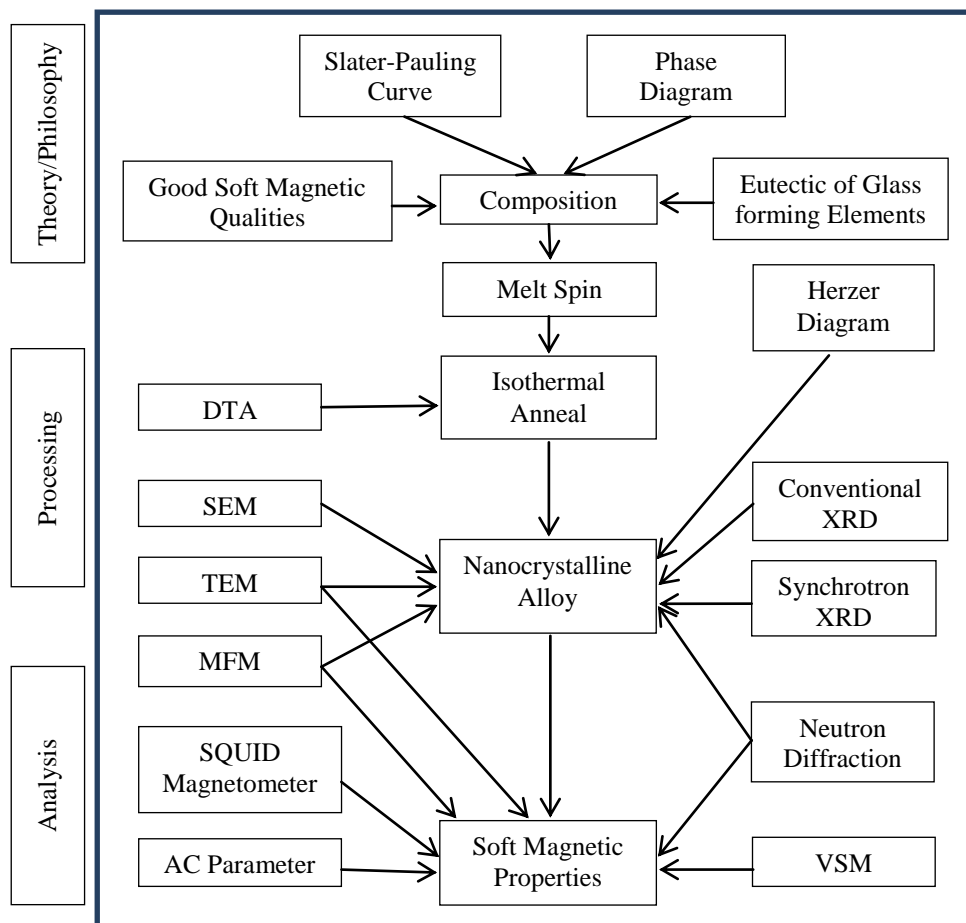 Theory/Philosophy
Processing
Analysis
Slater-Pauling
Curve
Phase
Diagram
Good Soft Magnetic
Qualities
Composition
Eutectic of Glass
forming Elements
Melt Spin
Herzer
Diagram
DTA
Isothermal
Anneal
SEM
Conventional
XRD
TEM
Nanocrystalline
Alloy
Synchrotron
XRD
MFM
SQUID
Magnetometer
Neutron
Diffraction
AC Parameter
Soft Magnetic
Properties
VSM